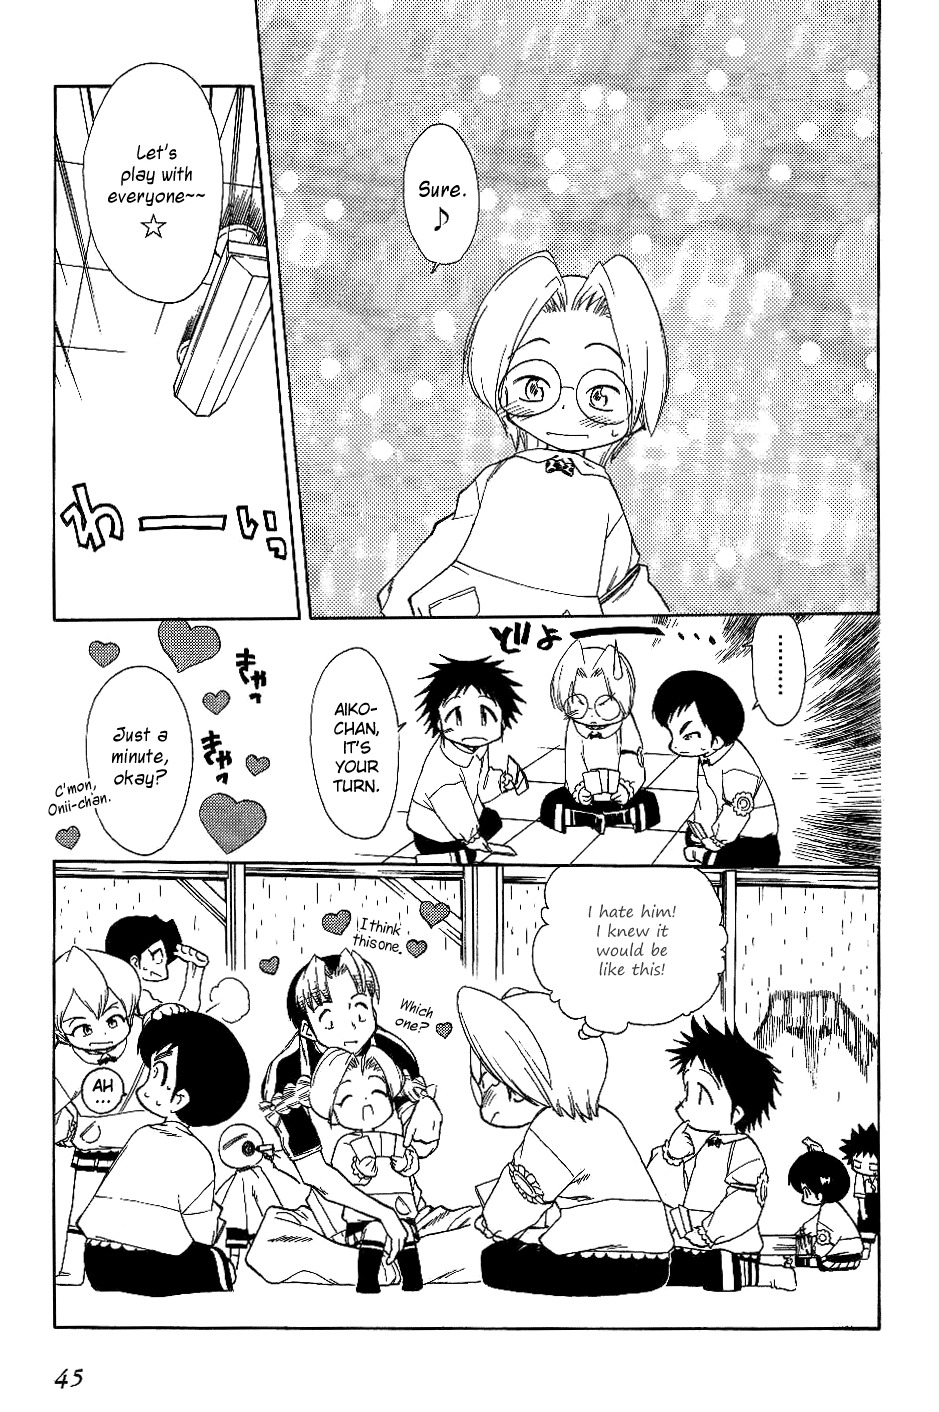 Sure.
♪
Let's
play with
everyone~~
☆
わーいっ
どよーん...
.........
AIKO-
CHAN,
IT'S
YOUR
TURN.
きゃっ
きゃっ
Just a
minute,
okay?
C'mon,
Onii-chan.
I hate him!
I knew it
would be
like this!
I think
this one.
Which
one?
AH
...
45